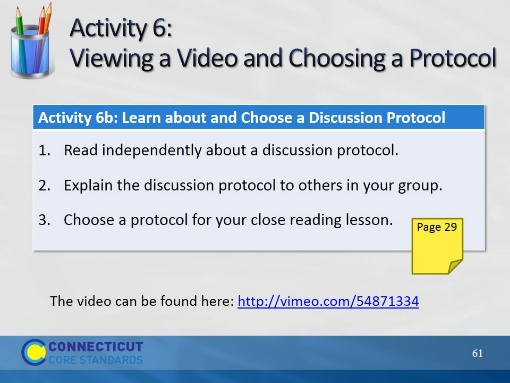 Activity 6:
Viewing a Video and Choosing a Protocol
Activity 6b: Learn about and Choose a Discussion Protocol
1. Read independently about a discussion protocol.
2. Explain the discussion protocol to others in your group.
3. Choose a protocol for your close reading lesson.
Page 29
The video can be found here: http://vimeo.com/54871334
CONNECTICUT
CORE STANDARDS
61